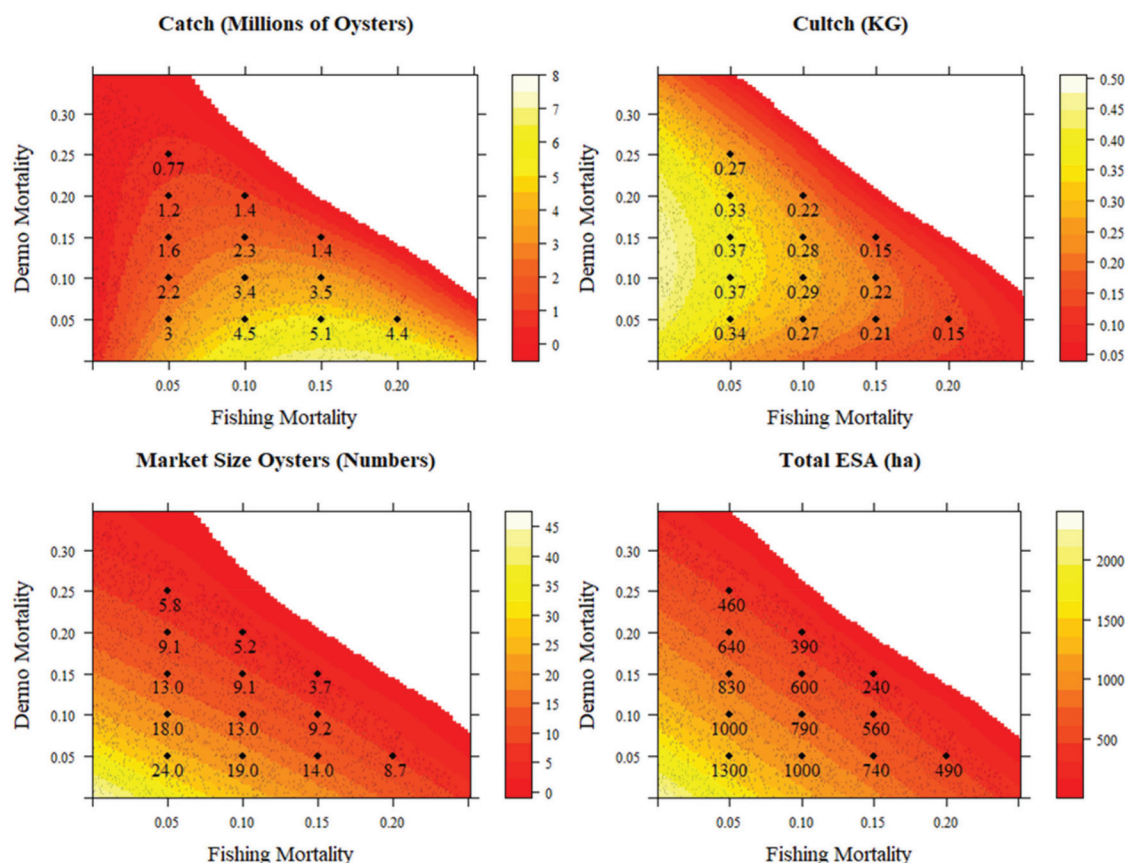 Catch (Millions of Oysters)
Dermo Mortality
0.30
0.25
0.20
0.15
0.10
0.05
0.77
1.2 1.4
1.6 2.3 1.4
2.2 3.4 3.5
3 4.5 5.1 4.4
0.05 0.10 0.15 0.20
Fishing Mortality
8
7
6
5
4
3
2
1
0
Cultch (KG)
Dermo Mortality
0.30
0.25
0.20
0.15
0.10
0.05
0.27
0.33 0.22
0.37 0.28 0.15
0.37 0.29 0.22
0.34 0.27 0.21 0.15
0.05 0.10 0.15 0.20
Fishing Mortality
0.50
0.45
0.40
0.35
0.30
0.25
0.20
0.15
0.10
0.05
Market Size Oysters (Numbers)
Dermo Mortality
0.30
0.25
0.20
0.15
0.10
0.05
5.8
9.1 5.2
13.0 9.1 3.7
18.0 13.0 9.2
24.0 19.0 14.0 8.7
0.05 0.10 0.15 0.20
Fishing Mortality
45
40
35
30
25
20
15
10
5
0
Total ESA (ha)
Dermo Mortality
0.30
0.25
0.20
0.15
0.10
0.05
460
640 390
830 600 240
1000 790 560
1300 1000 740 490
0.05 0.10 0.15 0.20
Fishing Mortality
2000
1500
1000
500